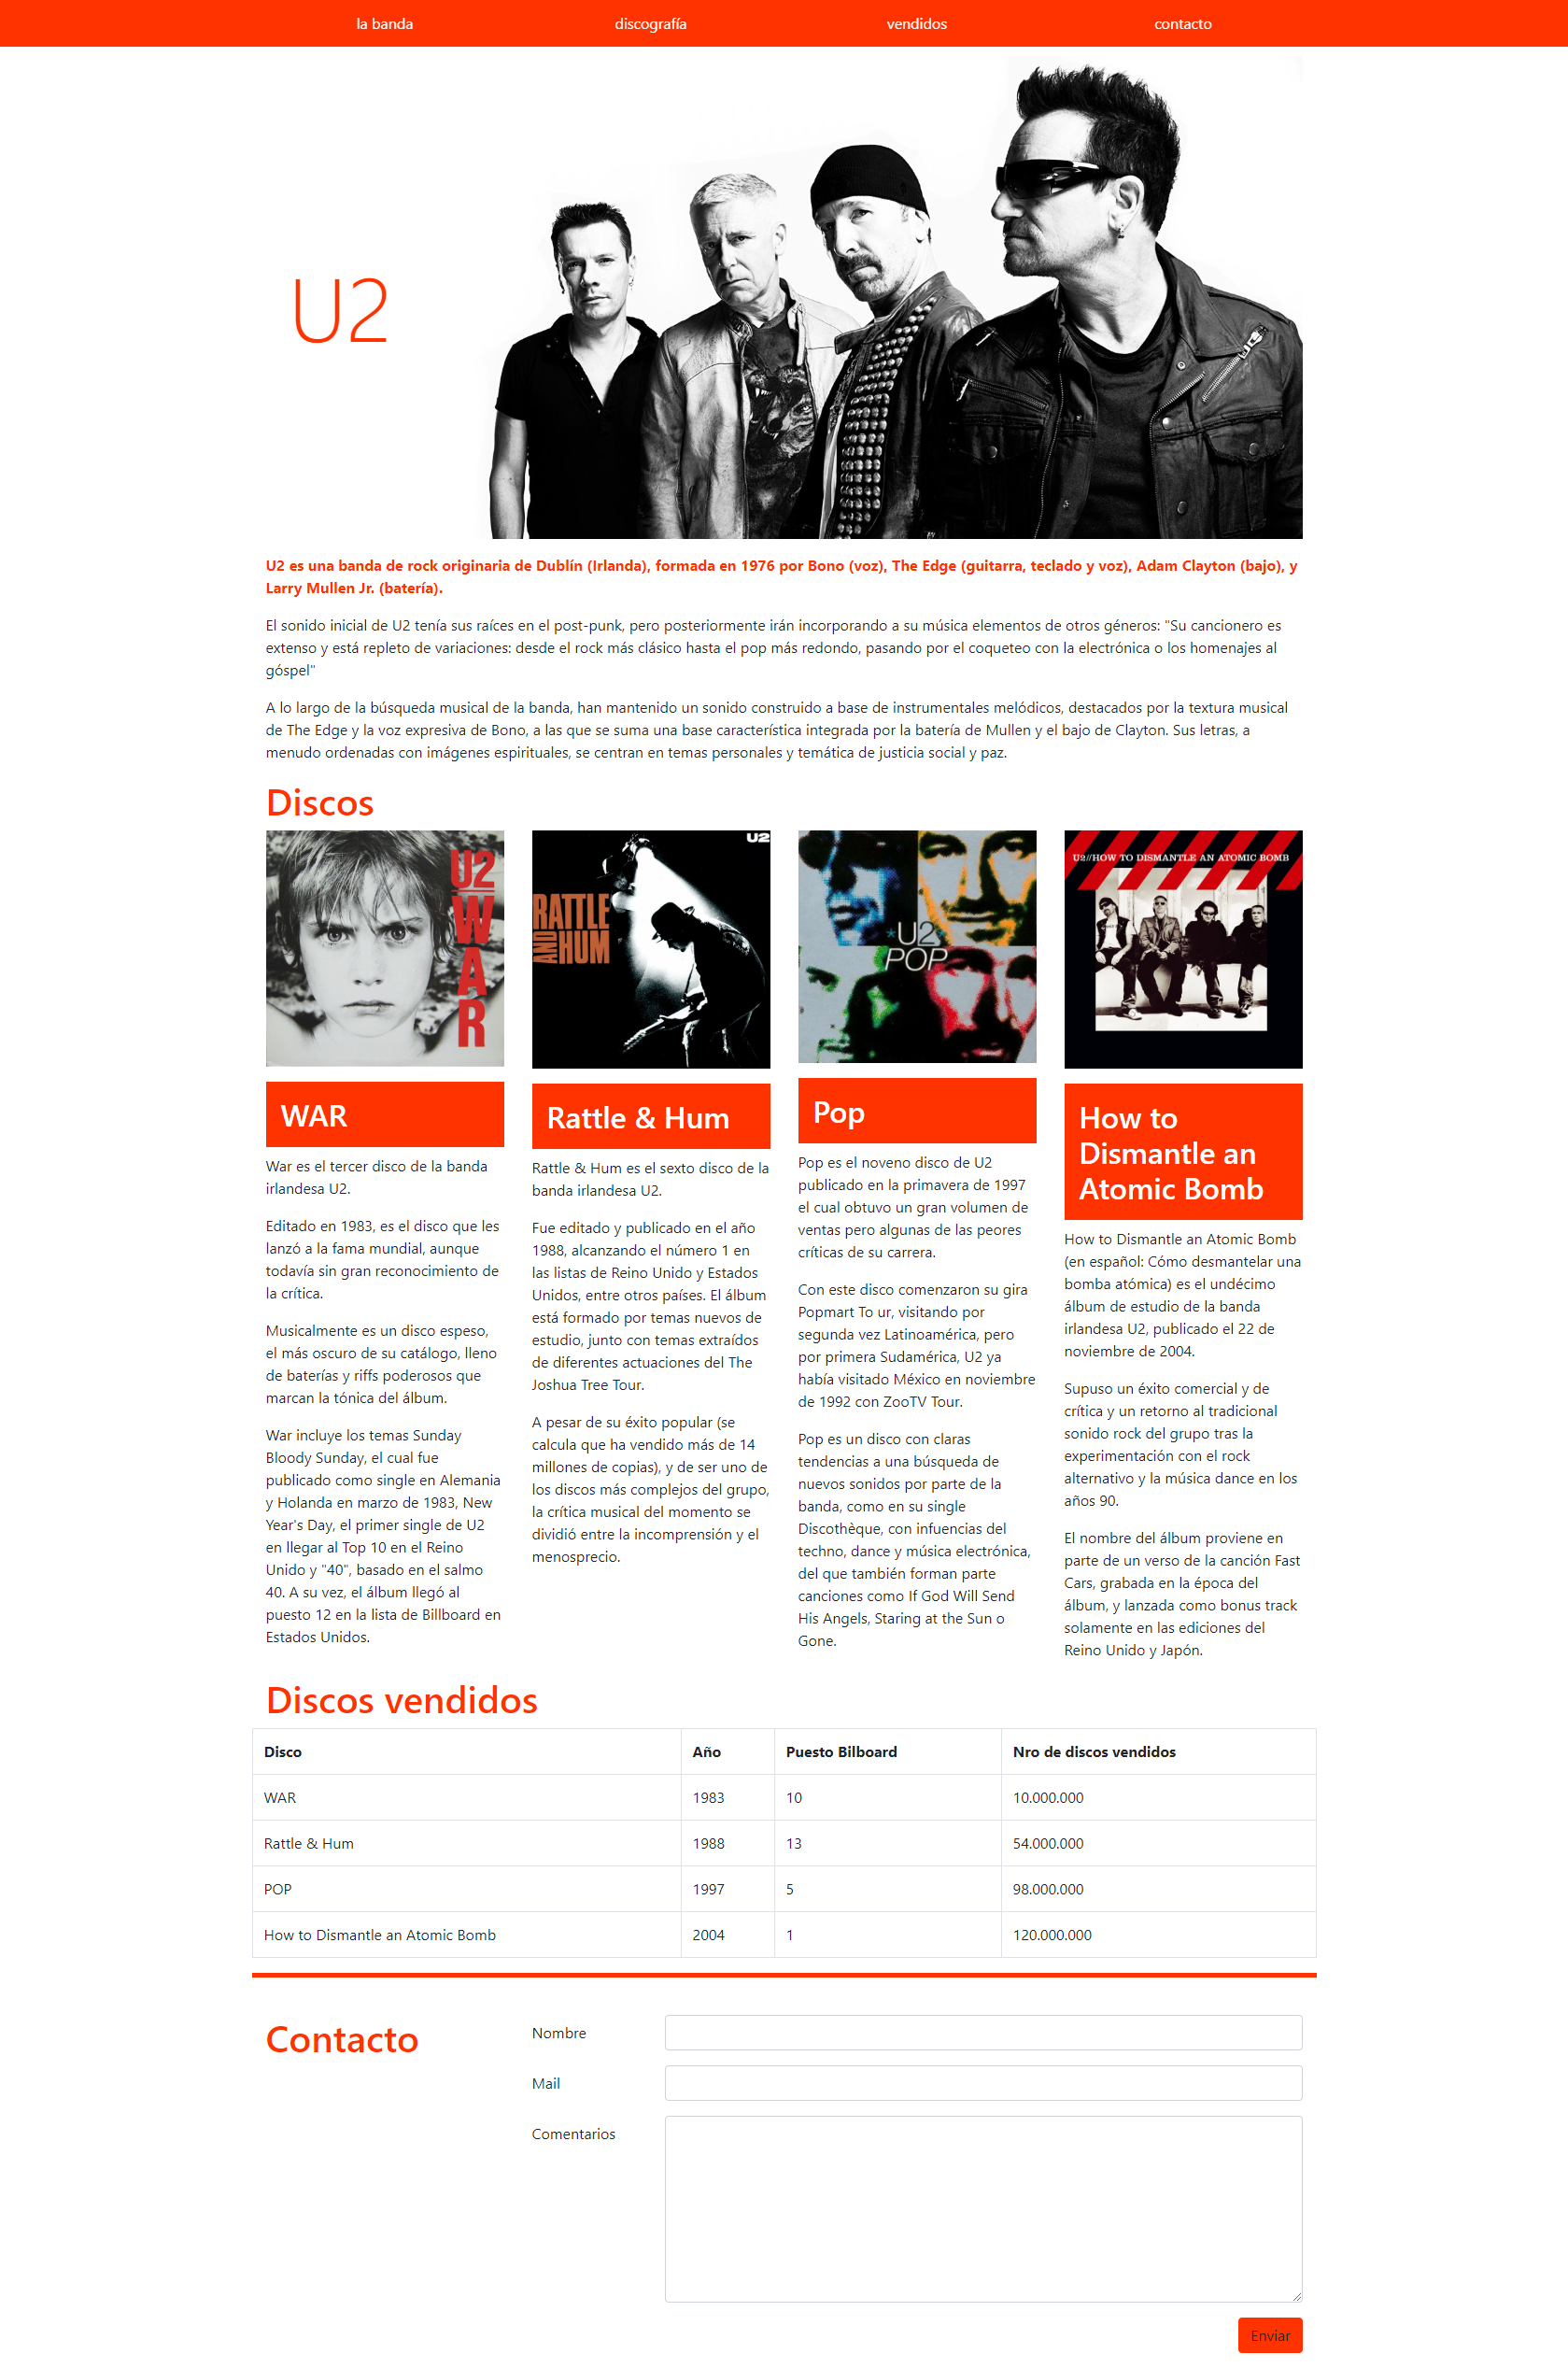 la banda discografía vendidos contacto
U2
U2 es una banda de rock originaria de Dublín (Irlanda), formada en 1976 por Bono (voz), The Edge (guitarra, teclado y voz), Adam Clayton (bajo), y
Larry Mullen Jr. (batería).
El sonido inicial de U2 tenía sus raíces en el post-punk, pero posteriormente irán incorporando a su música elementos de otros géneros: "Su cancionero es
extenso y está repleto de variaciones: desde el rock más clásico hasta el pop más redondo, pasando por el coqueteo con la electrónica o los homenajes al
góspel"
A lo largo de la búsqueda musical de la banda, han mantenido un sonido construido a base de instrumentales melódicos, destacados por la textura musical
de The Edge y la voz expresiva de Bono, a las que se suma una base característica integrada por la batería de Mullen y el bajo de Clayton. Sus letras, a
menudo ordenadas con imágenes espirituales, se centran en temas personales y temática de justicia social y paz.
Discos
U2
WAR
WAR
War es el tercer disco de la banda
irlandesa U2.
Editado en 1983, es el disco que les
lanzó a la fama mundial, aunque
todavía sin gran reconocimiento de
la crítica.
Musicalmente es un disco espeso,
el más oscuro de su catálogo, lleno
de baterías y riffs poderosos que
marcan la tónica del álbum.
War incluye los temas Sunday
Bloody Sunday, el cual fue
publicado como single en Alemania
y Holanda en marzo de 1983, New
Year's Day, el primer single de U2
en llegar al Top 10 en el Reino
Unido y "40", basado en el salmo
40. A su vez, el álbum llegó al
puesto 12 en la lista de Billboard en
Estados Unidos.
U2
RATTLE
AND HUM
Rattle & Hum
Rattle & Hum es el sexto disco de la
banda irlandesa U2.
Fue editado y publicado en el año
1988, alcanzando el número 1 en
las listas de Reino Unido y Estados
Unidos, entre otros países. El álbum
está formado por temas nuevos de
estudio, junto con temas extraídos
de diferentes actuaciones del The
Joshua Tree Tour.
A pesar de su éxito popular (se
calcula que ha vendido más de 14
millones de copias), y de ser uno de
los discos más complejos del grupo,
la crítica musical del momento se
dividió entre la incomprensión y el
menosprecio.
*U2*
POP
Pop
Pop es el noveno disco de U2
publicado en la primavera de 1997
el cual obtuvo un gran volumen de
ventas pero algunas de las peores
críticas de su carrera.
Con este disco comenzaron su gira
Popmart To ur, visitando por
segunda vez Latinoamérica, pero
por primera Sudamérica, U2 ya
había visitado México en noviembre
de 1992 con ZooTV Tour.
Pop es un disco con claras
tendencias a una búsqueda de
nuevos sonidos por parte de la
banda, como en su single
Discothèque, con infuencias del
techno, dance y música electrónica,
del que también forman parte
canciones como If God Will Send
His Angels, Staring at the Sun o
Gone.
U2//HOW TO DISMANTLE AN ATOMIC BOMB
How to
Dismantle an
Atomic Bomb
How to Dismantle an Atomic Bomb
(en español: Cómo desmantelar una
bomba atómica) es el undécimo
álbum de estudio de la banda
irlandesa U2, publicado el 22 de
noviembre de 2004.
Supuso un éxito comercial y de
crítica y un retorno al tradicional
sonido rock del grupo tras la
experimentación con el rock
alternativo y la música dance en los
años 90.
El nombre del álbum proviene en
parte de un verso de la canción Fast
Cars, grabada en la época del
álbum, y lanzada como bonus track
solamente en las ediciones del
Reino Unido y Japón.
Discos vendidos
Disco Año Puesto Bilboard Nro de discos vendidos
WAR 1983 10 10.000.000
Rattle & Hum 1988 13 54.000.000
POP 1997 5 98.000.000
How to Dismantle an Atomic Bomb 2004 1 120.000.000
Contacto
Nombre
Mail
Comentarios
Enviar